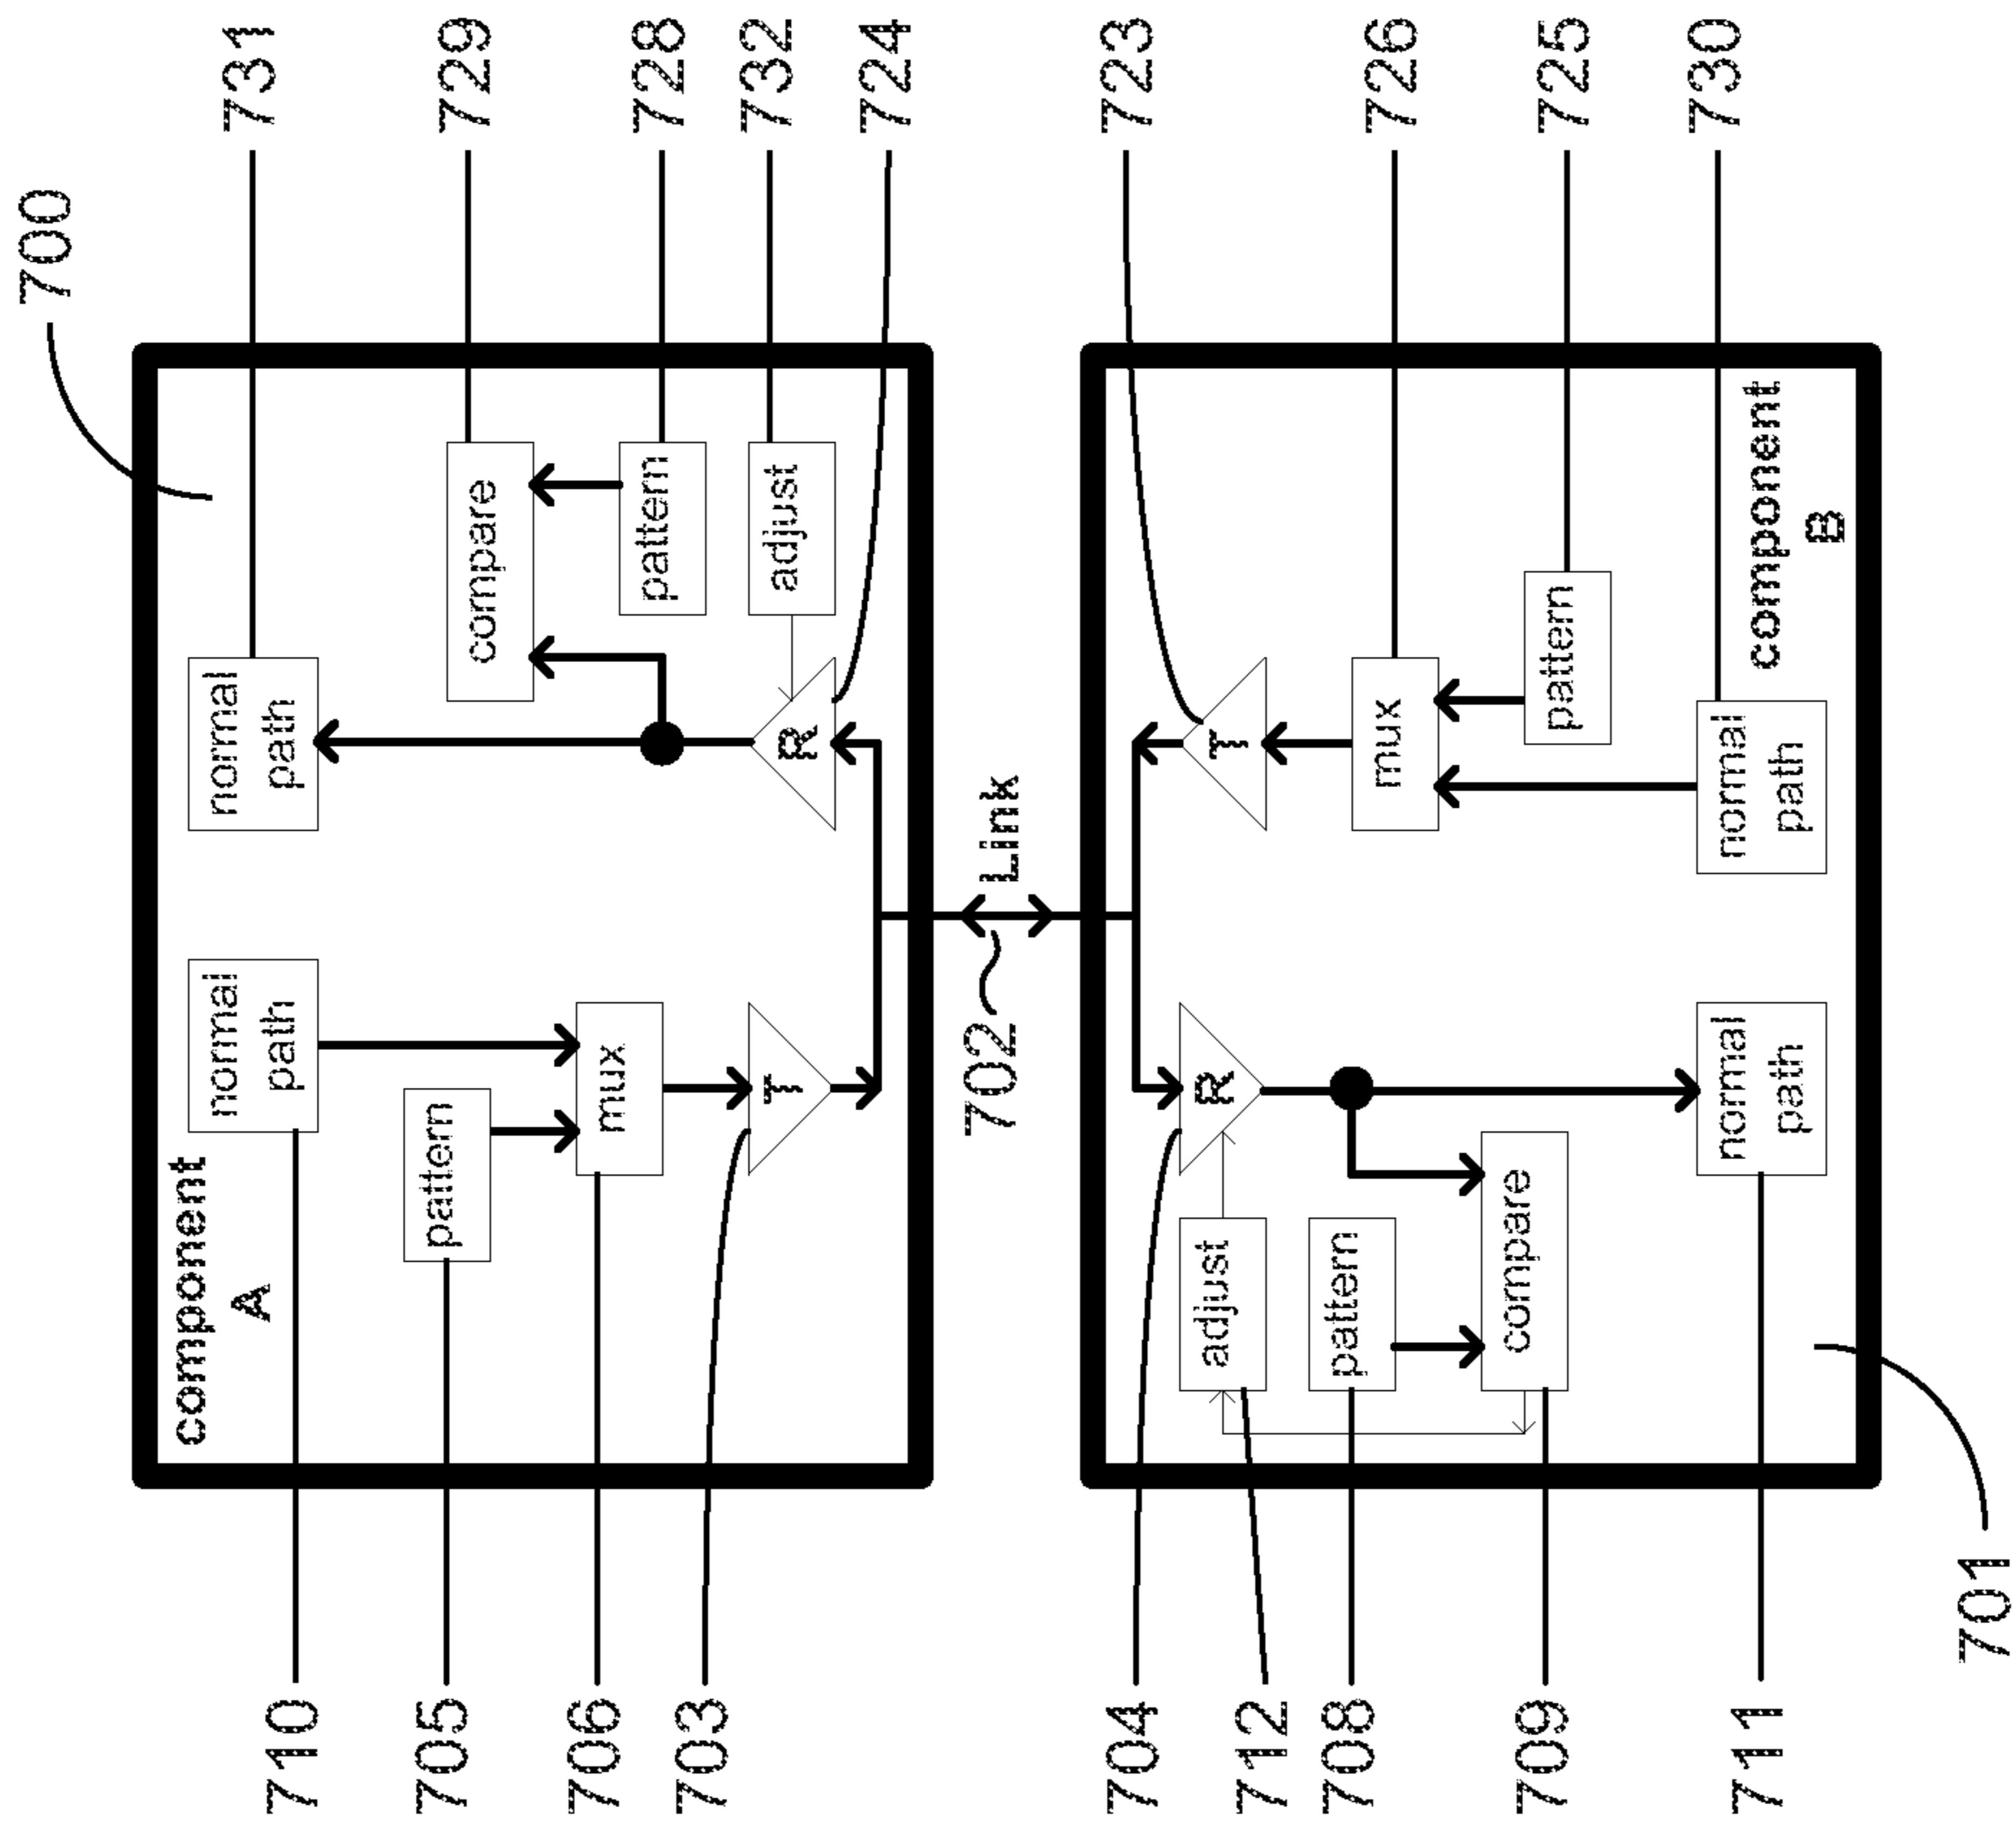 700
731
729
728
732
724
723
726
725
730
component
A
normal
path
pattern
mux
T
normal
path
compare
pattern
adjust
R
Link
702
R
adjust
pattern
compare
normal
path
T
mux
pattern
normal
path
component
B
710
705
706
703
704
712
708
709
711
701